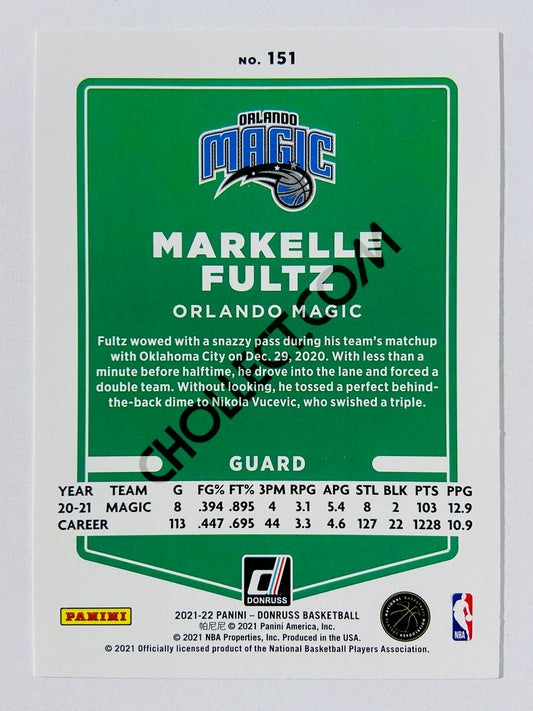 NO. 151
ORLANDO
MAGIC
MARKELLE
FULTZ
ORLANDO MAGIC
Fultz wowed with a snazzy pass during his team's matchup
with Oklahoma City on Dec. 29, 2020. With less than a
minute before halftime, he drove into the lane and forced a
double team. Without looking, he tossed a perfect behind-
the-back dime to Nikola Vucevic, who swished a triple.
CHOLLECT.COM
GUARD
YEAR TEAM G FG% FT% 3PM RPG APG STL BLK PTS PPG
20-21 MAGIC 8 .394 .895 4 3.1 5.4 8 2 103 12.9
CAREER 113 .447 .695 44 3.3 4.6 127 22 1228 10.9
DONRUSS
PANINI
2021-22 PANINI – DONRUSS BASKETBALL
帕尼尼 © 2021 Panini America, Inc.
© 2021 NBA Properties, Inc. Produced in the USA.
© 2021 Officially licensed product of the National Basketball Players Association.
NBA